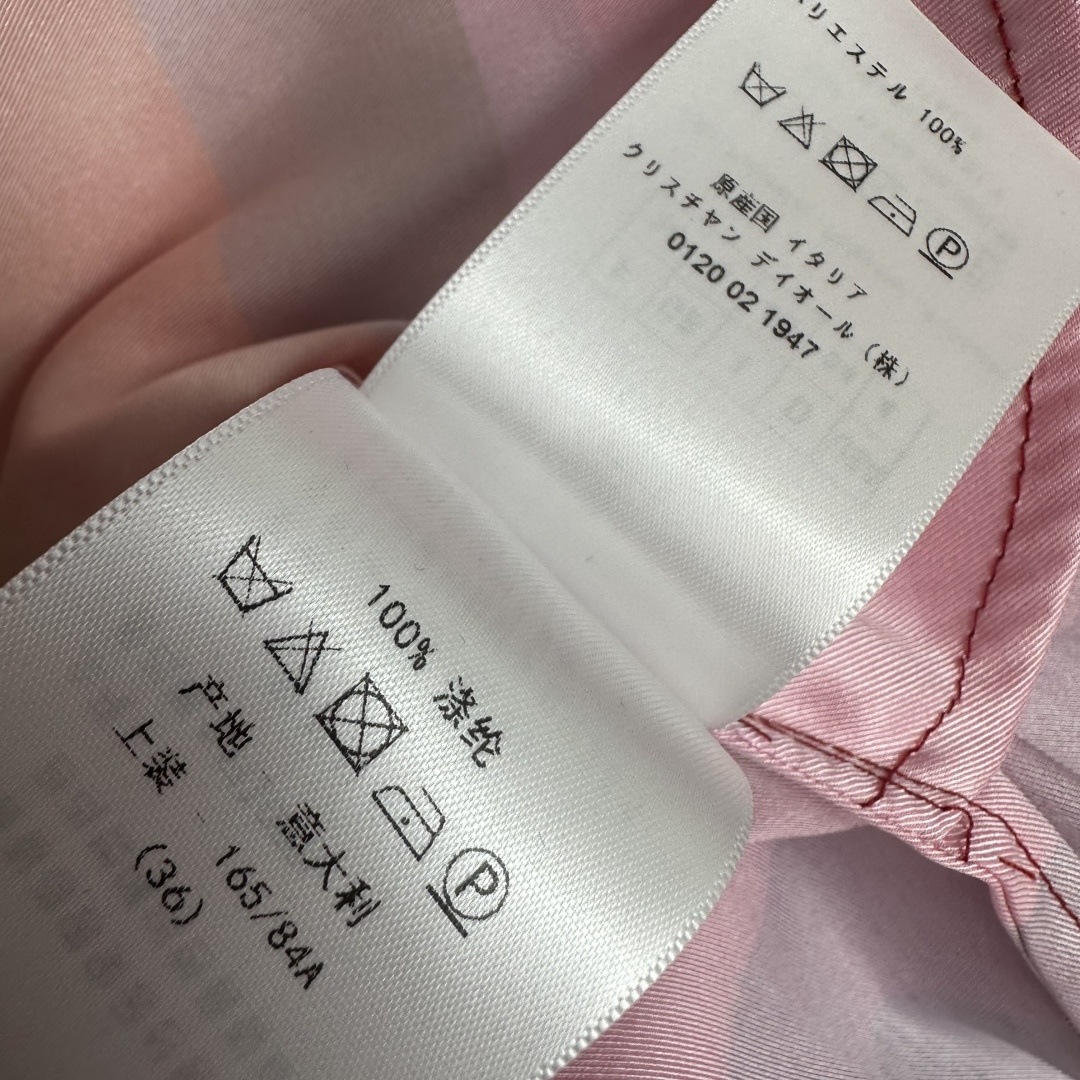 ポリエステル 100%
P
原産国 イタリア
クリスチャン デイオール (株)
0120 02 1947
100% 涤纶
P
产地 意大利
上装 165/84A
(36)